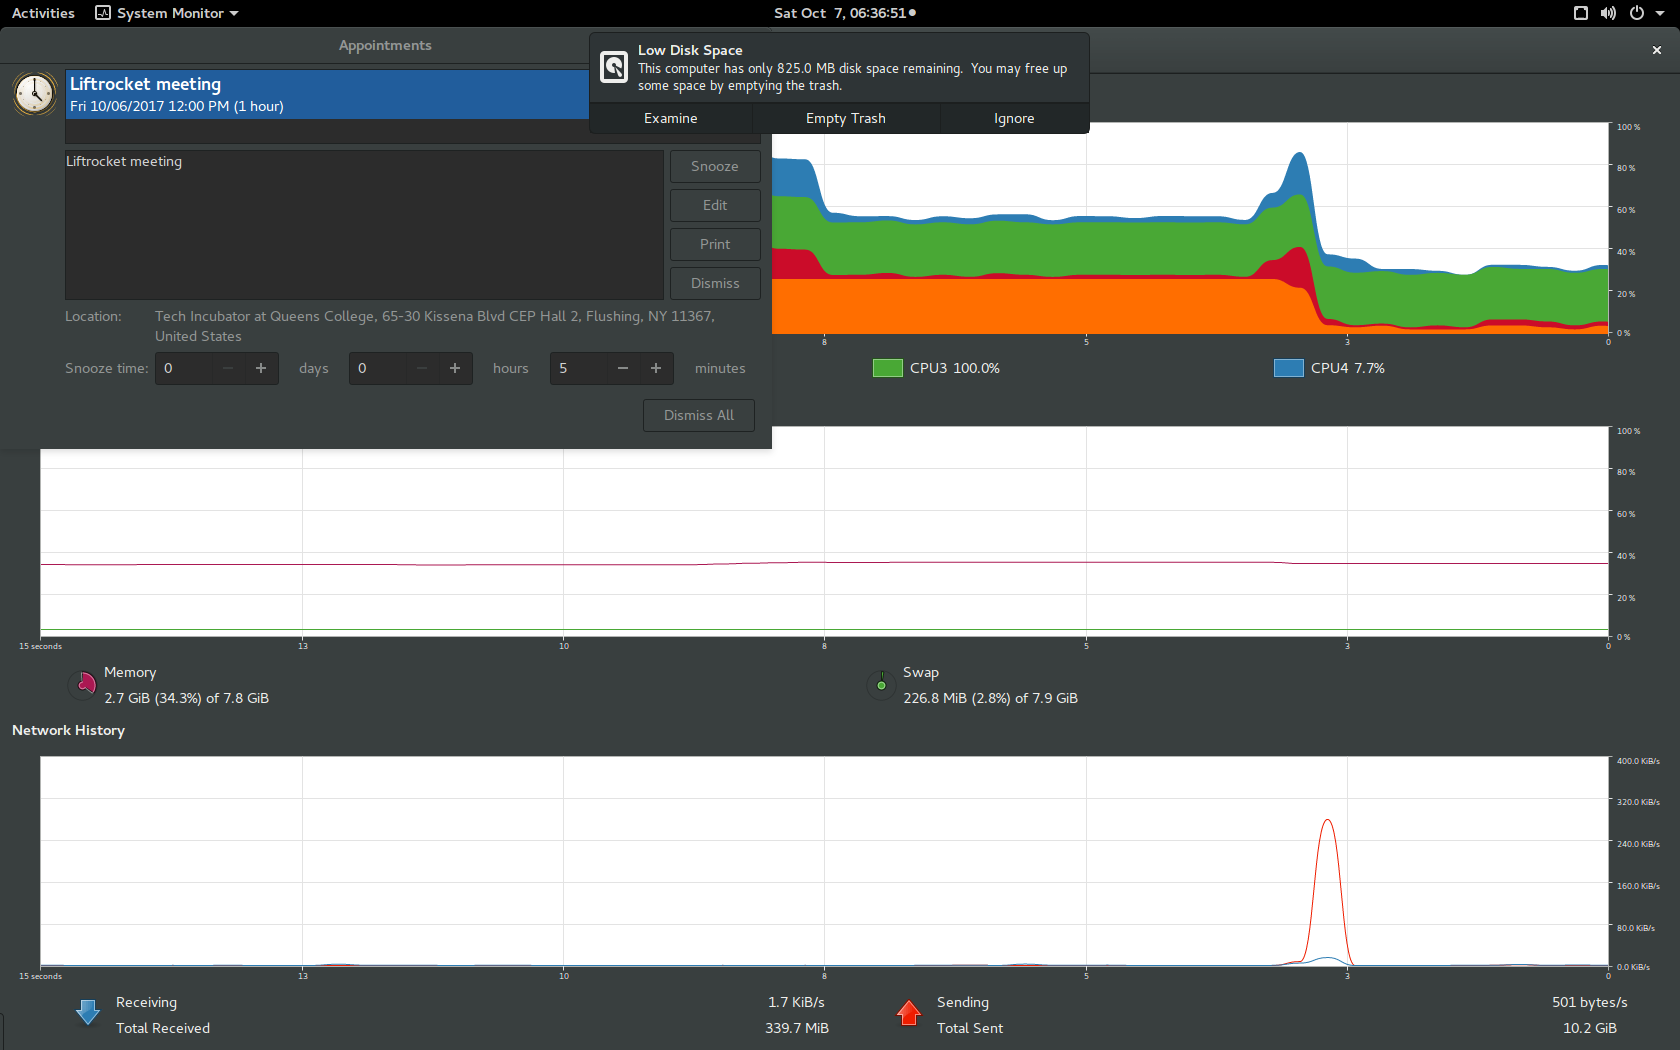 Activities System Monitor Sat Oct 7, 06:36:51
Appointments
Low Disk Space
This computer has only 825.0 MB disk space remaining. You may free up
some space by emptying the trash.
Examine Empty Trash Ignore
Liftrocket meeting
Fri 10/06/2017 12:00 PM (1 hour)
Liftrocket meeting
Snooze
Edit
Print
Dismiss
Location: Tech Incubator at Queens College, 65-30 Kissena Blvd CEP Hall 2, Flushing, NY 11367,
United States
Snooze time: 0 − + days 0 − + hours 5 − + minutes
Dismiss All
100 %
80 %
60 %
40 %
20 %
0 %
8 5 3 0
CPU3 100.0% CPU4 7.7%
100 %
80 %
60 %
40 %
20 %
0 %
15 seconds 13 10 8 5 3 0
Memory
2.7 GiB (34.3%) of 7.8 GiB
Swap
226.8 MiB (2.8%) of 7.9 GiB
Network History
400.0 KiB/s
320.0 KiB/s
240.0 KiB/s
160.0 KiB/s
80.0 KiB/s
0.0 KiB/s
15 seconds 13 10 8 5 3 0
Receiving 1.7 KiB/s
Total Received 339.7 MiB
Sending 501 bytes/s
Total Sent 10.2 GiB